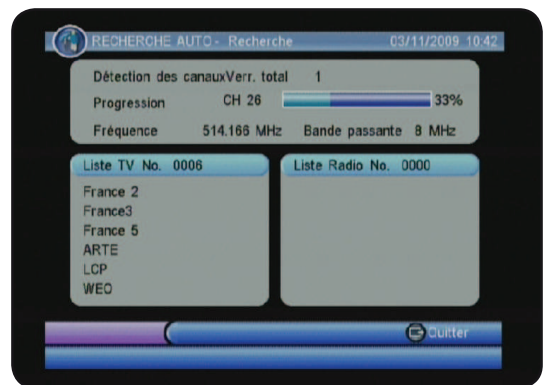 RECHERCHE AUTO - Recherche 03/11/2009 10:42
Détection des canauxVerr. total 1
Progression CH 26 33%
Fréquence 514.166 MHz Bande passante 8 MHz
Liste TV No. 0006
France 2
France3
France 5
ARTE
LCP
WEO
Liste Radio No. 0000
Quitter